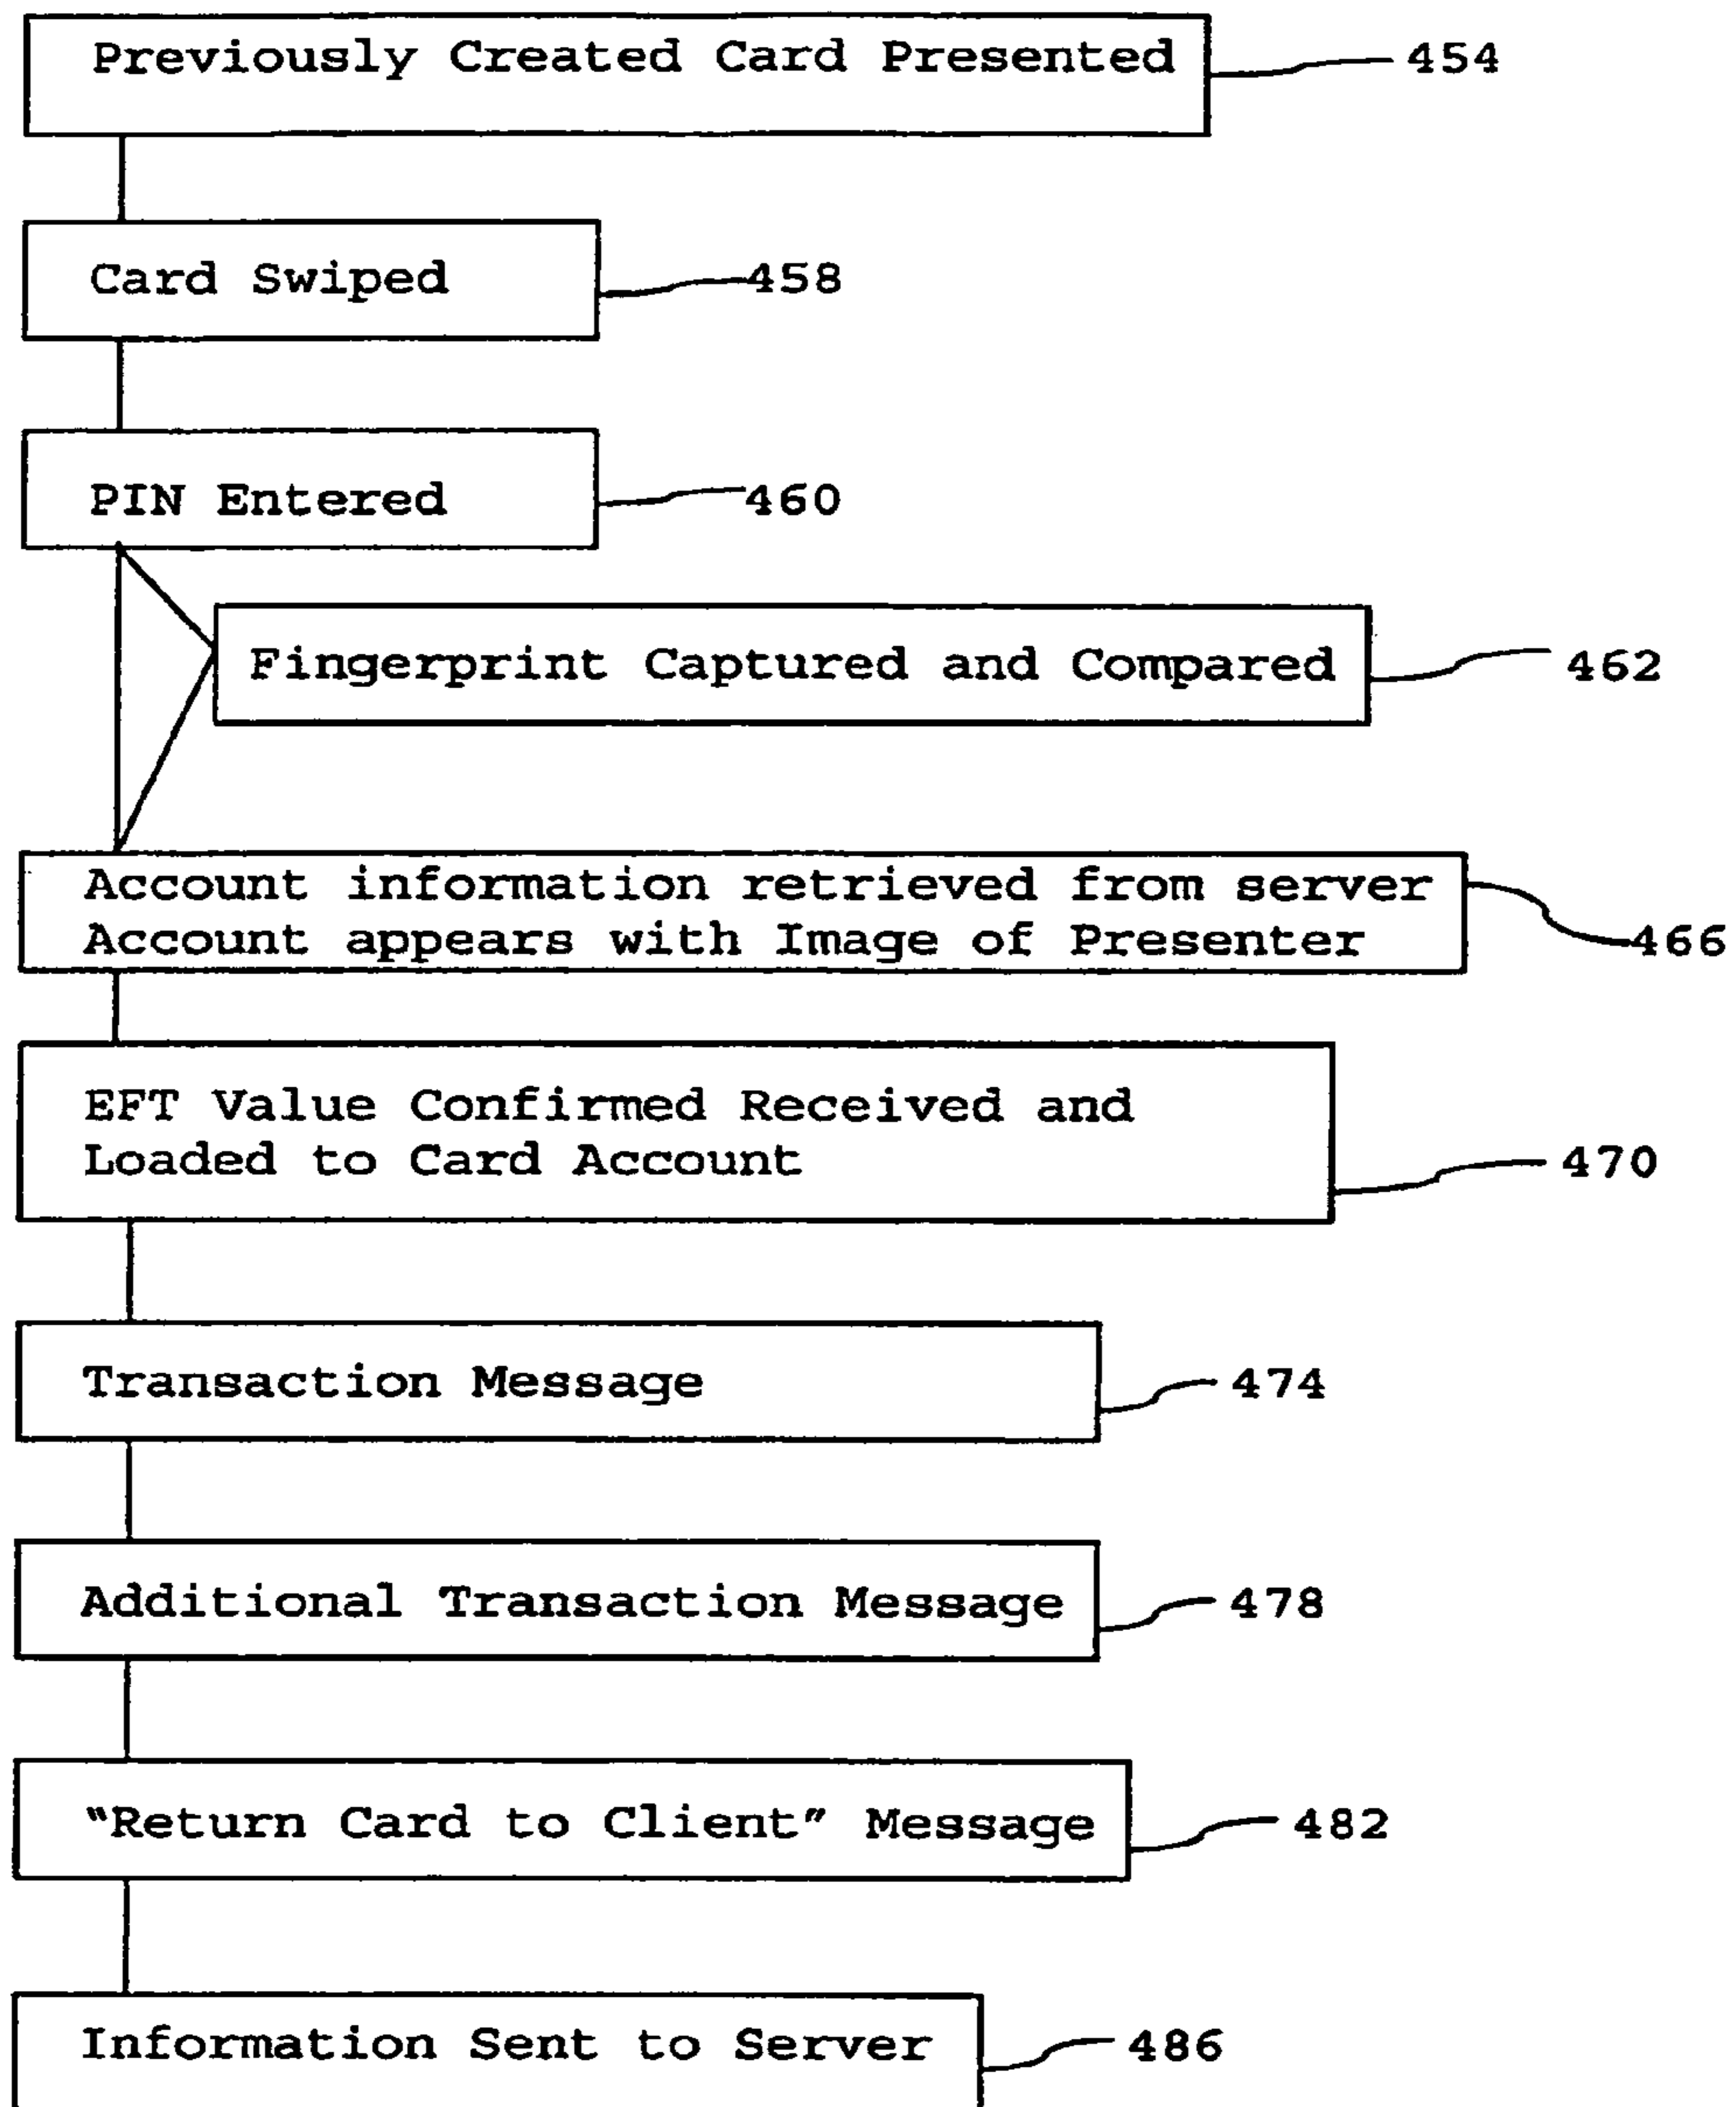 Previously Created Card Presented 454
Card Swiped 458
PIN Entered 460
Fingerprint Captured and Compared 462
Account information retrieved from server
Account appears with Image of Presenter 466
EFT Value Confirmed Received and
Loaded to Card Account 470
Transaction Message 474
Additional Transaction Message 478
“Return Card to Client” Message 482
Information Sent to Server 486